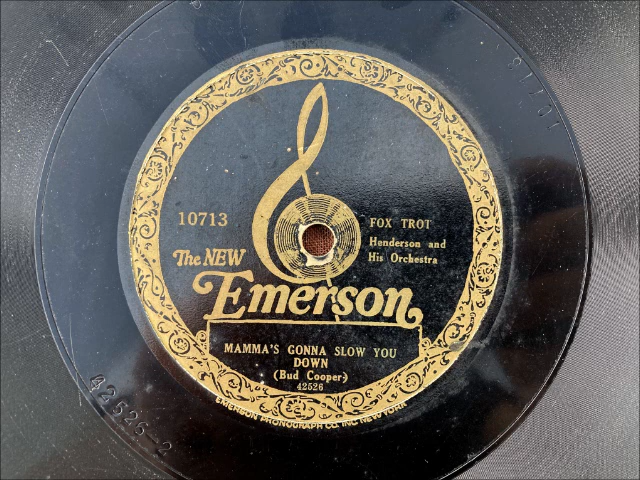 10713
FOX TROT
Henderson and
His Orchestra
The NEW
Emerson
MAMMA'S GONNA SLOW YOU
DOWN
(Bud Cooper)
42526
EMERSON PHONOGRAPH CO. INC. NEW YORK
42526-2